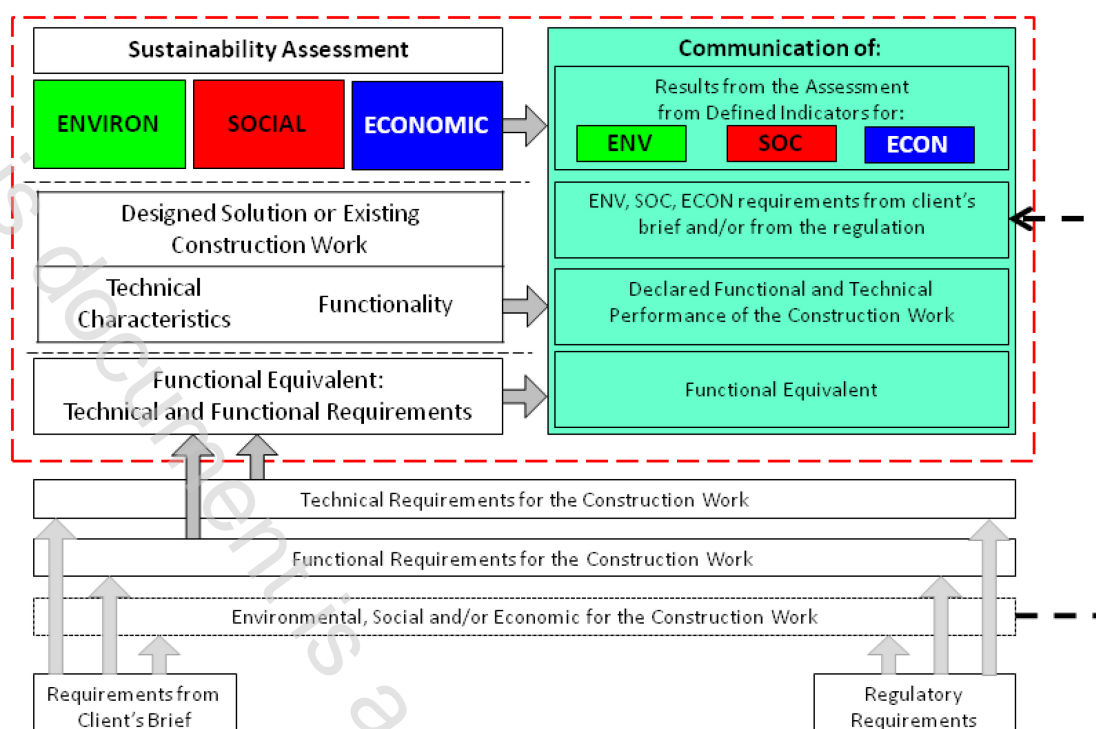 Sustainability Assessment
ENVIRON
SOCIAL
ECONOMIC
Designed Solution or Existing
Construction Work
Technical
Characteristics
Functionality
Functional Equivalent:
Technical and Functional Requirements
Communication of:
Results from the Assessment
from Defined Indicators for:
ENV
SOC
ECON
ENV, SOC, ECON requirements from client's
brief and/or from the regulation
Declared Functional and Technical
Performance of the Construction Work
Functional Equivalent
Technical Requirements for the Construction Work
Functional Requirements for the Construction Work
Environmental, Social and/or Economic for the Construction Work
Requirements from
Client's Brief
Regulatory
Requirements
is document is a